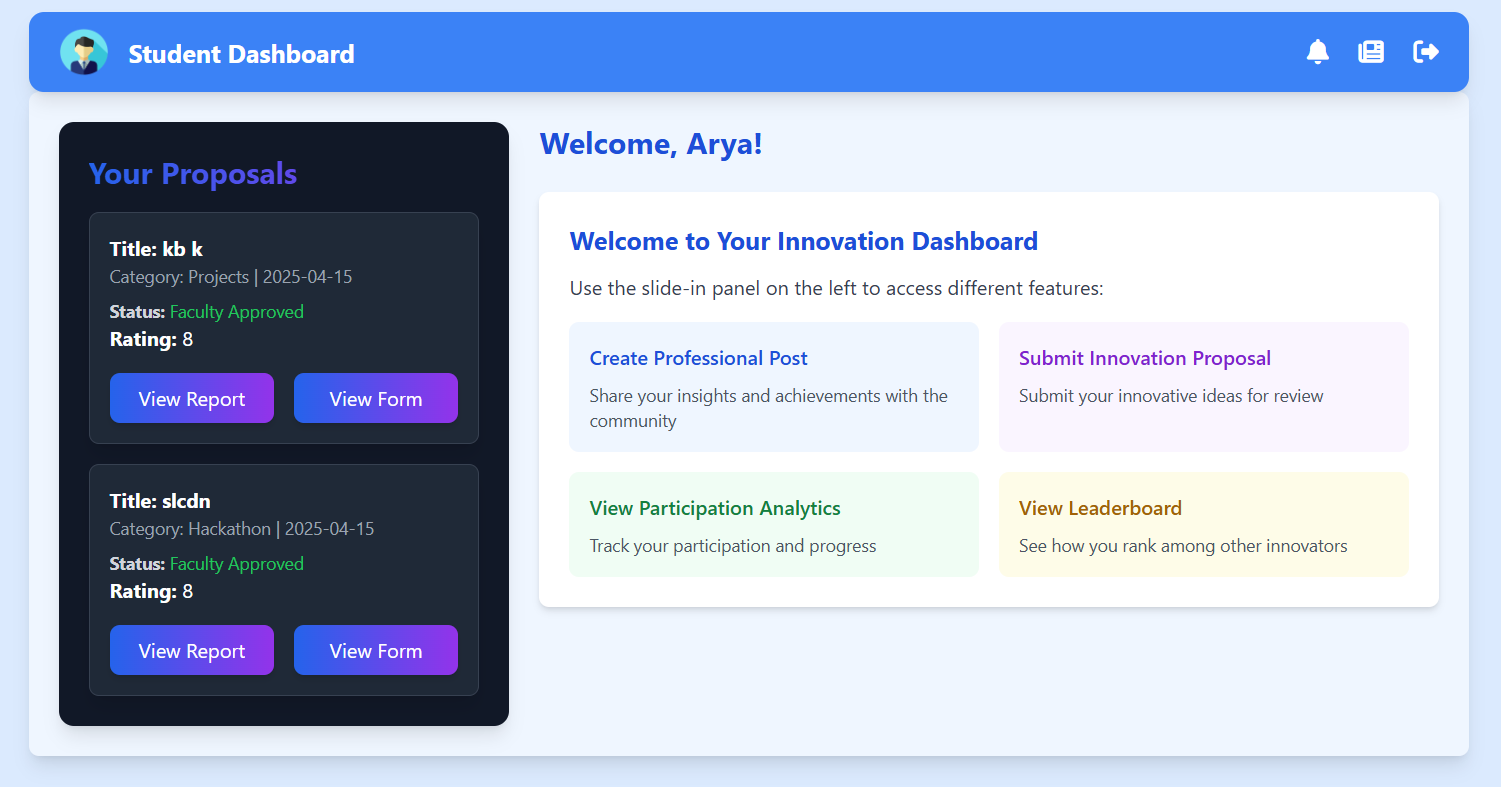 Student Dashboard
Your Proposals
Title: kb k
Category: Projects | 2025-04-15
Status: Faculty Approved
Rating: 8
View Report
View Form
Title: slcdn
Category: Hackathon | 2025-04-15
Status: Faculty Approved
Rating: 8
View Report
View Form
Welcome, Arya!
Welcome to Your Innovation Dashboard
Use the slide-in panel on the left to access different features:
Create Professional Post
Share your insights and achievements with the
community
Submit Innovation Proposal
Submit your innovative ideas for review
View Participation Analytics
Track your participation and progress
View Leaderboard
See how you rank among other innovators